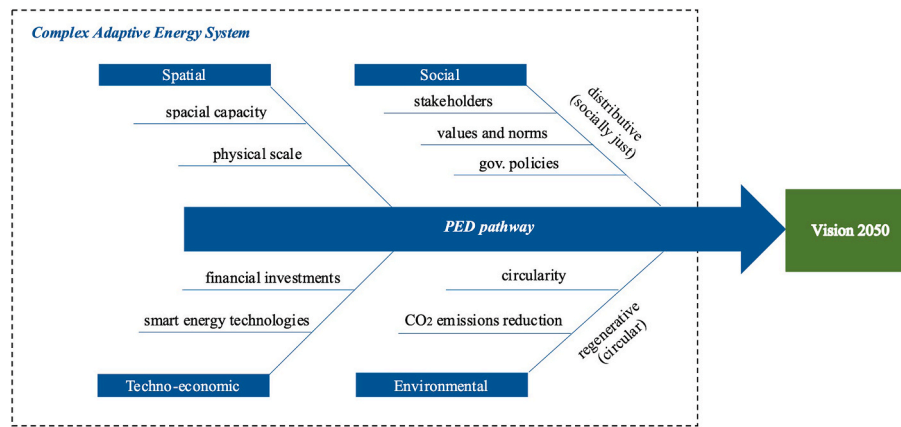 Complex Adaptive Energy System
Spatial
Social
spacial capacity
physical scale
stakeholders
values and norms
gov. policies
distributive
(socially just)
PED pathway
Vision 2050
financial investments
smart energy technologies
circularity
CO2 emissions reduction
regenerative
(circular)
Techno-economic
Environmental